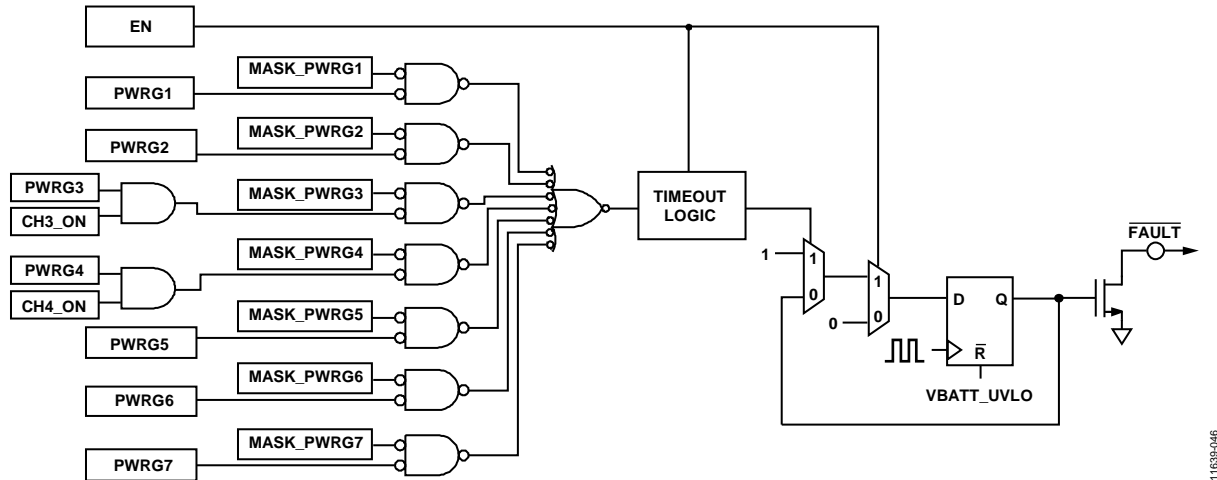 EN
MASK_PWRG1
PWRG1
MASK_PWRG2
PWRG2
PWRG3
CH3_ON
MASK_PWRG3
PWRG4
CH4_ON
MASK_PWRG4
MASK_PWRG5
PWRG5
MASK_PWRG6
PWRG6
MASK_PWRG7
PWRG7
TIMEOUT
LOGIC
1
1
0
1
0
0
D
Q
R
VBATT_UVLO
FAULT
11639-046